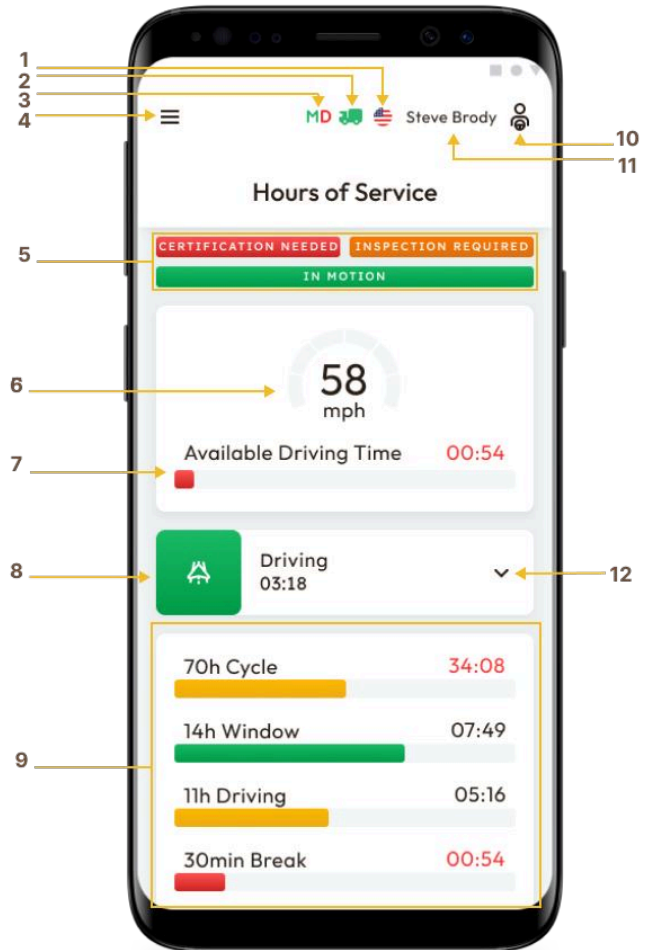 1
2
3
4
MD Steve Brody
10
11
Hours of Service
5
CERTIFICATION NEEDED INSPECTION REQUIRED
IN MOTION
6
58
mph
7
Available Driving Time 00:54
8
Driving
03:18
12
70h Cycle 34:08
14h Window 07:49
9
11h Driving 05:16
30min Break 00:54